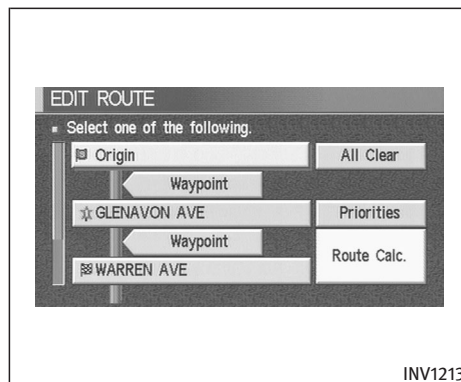 EDIT ROUTE
Select one of the following.
Origin
All Clear
Waypoint
GLENAVON AVE
Priorities
Waypoint
Route Calc.
WARREN AVE
INV1213